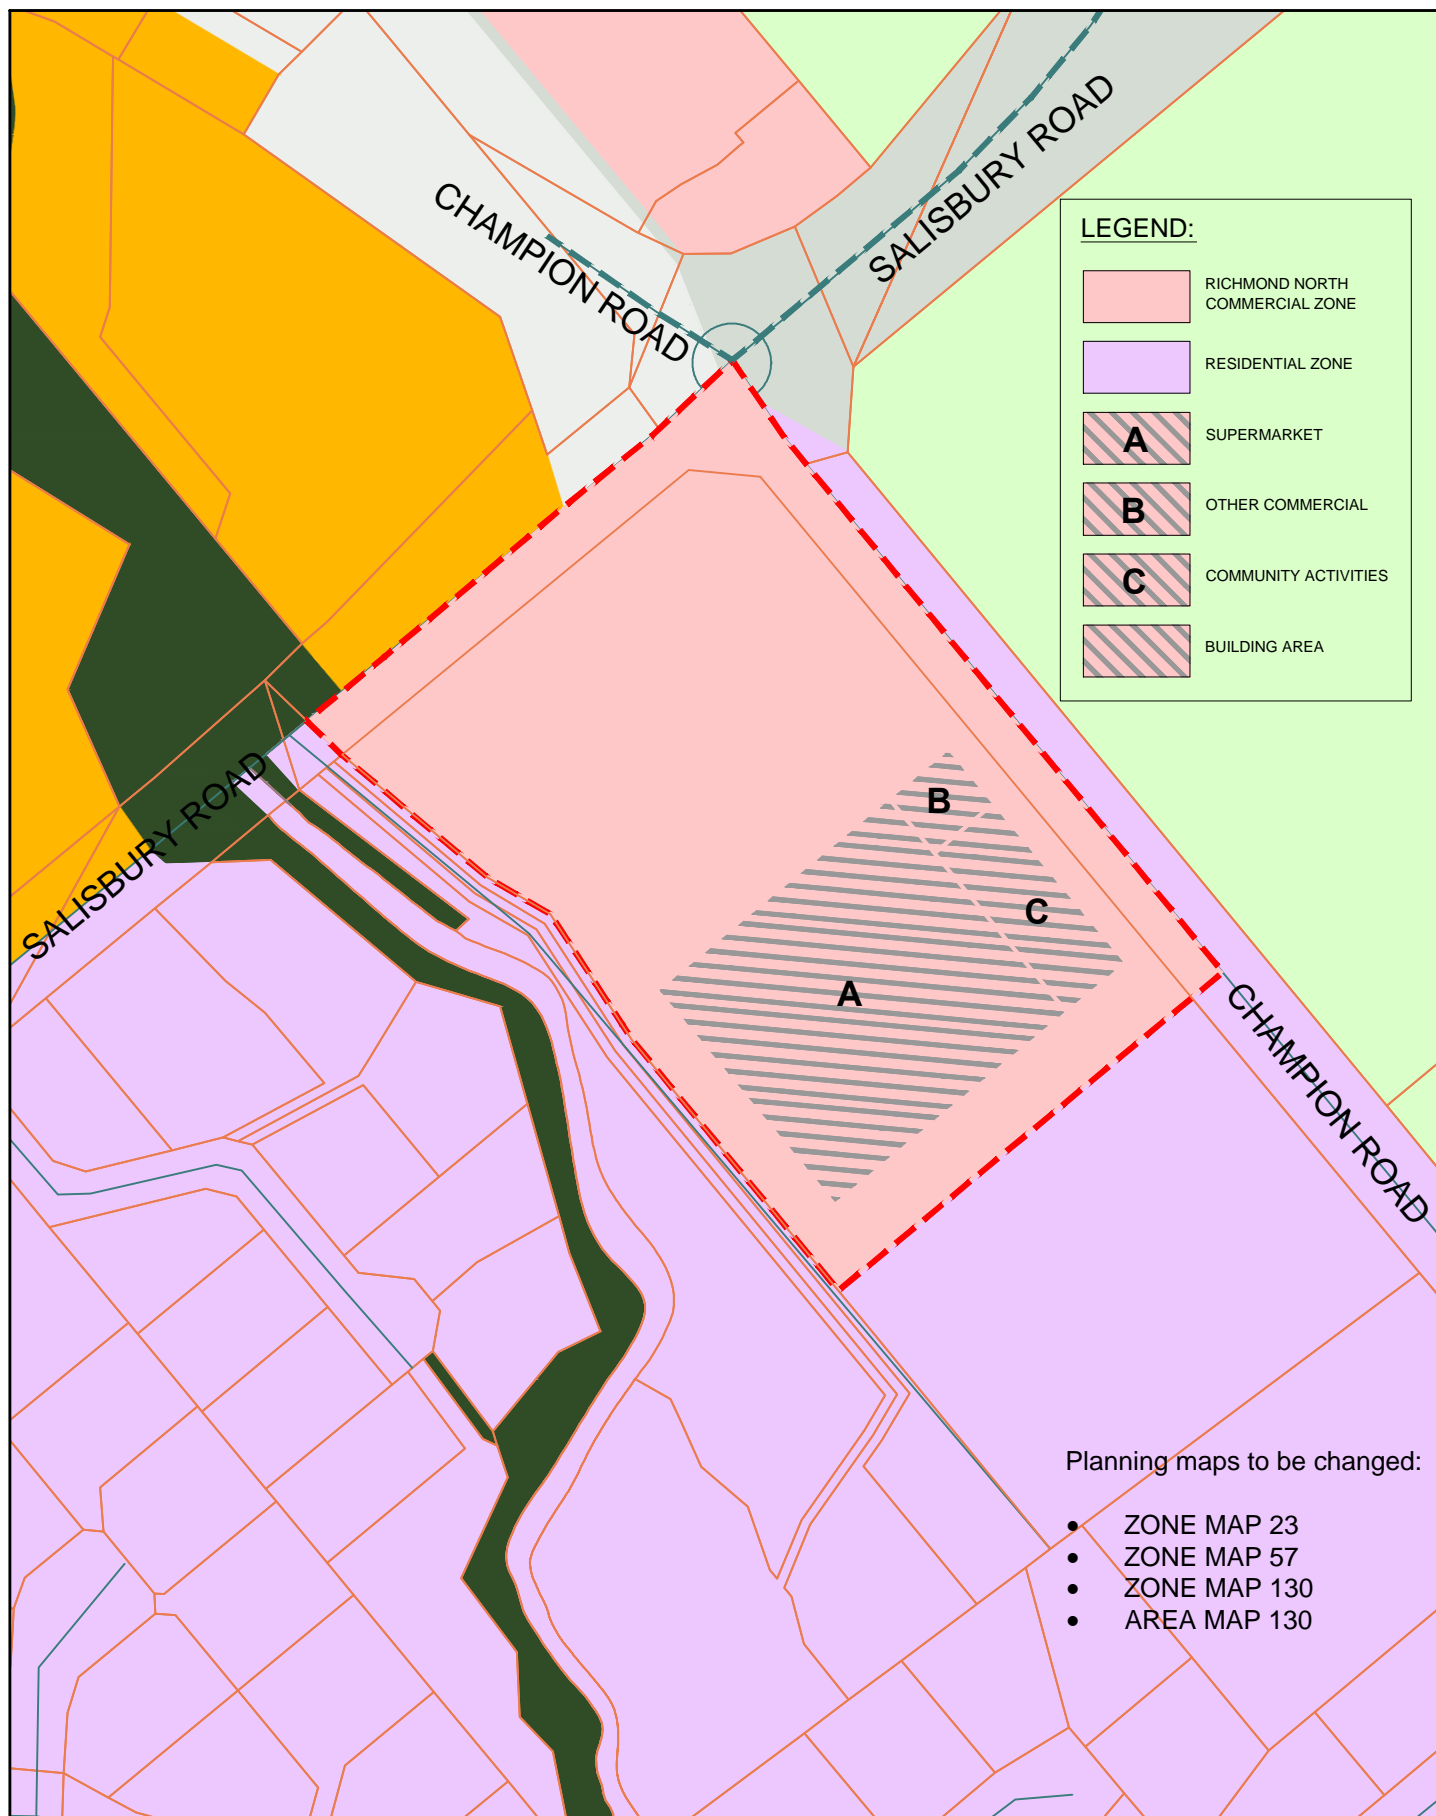 SALISBURY ROAD
CHAMPION ROAD
LEGEND:
RICHMOND NORTH
COMMERCIAL ZONE
RESIDENTIAL ZONE
A
SUPERMARKET
B
OTHER COMMERCIAL
C
COMMUNITY ACTIVITIES
BUILDING AREA
SALISBURY ROAD
B
C
A
CHAMPION ROAD
Planning maps to be changed:
• ZONE MAP 23
• ZONE MAP 57
• ZONE MAP 130
• AREA MAP 130